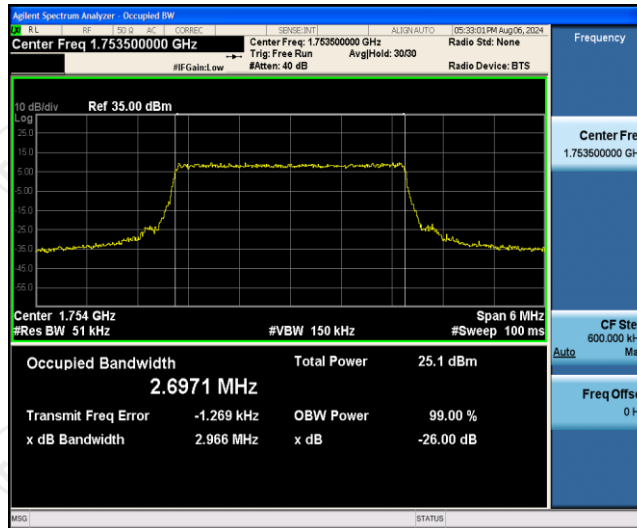 Agilent Spectrum Analyzer - Occupied BW
LXI RL RF 50 Ω AC CORREC SENSE:INT ALIGN AUTO 05:33:01 PM Aug 06, 2024
Center Freq 1.753500000 GHz
Center Freq: 1.753500000 GHz
Radio Std: None
Trig: Free Run Avg|Hold: 30/30
#IFGain:Low #Atten: 40 dB Radio Device: BTS
10 dB/div Ref 35.00 dBm
Log
25.0
15.0
5.00
-5.00
-15.0
-25.0
-35.0
-45.0
-55.0
Center 1.754 GHz Span 6 MHz
#Res BW 51 kHz #VBW 150 kHz #Sweep 100 ms
Occupied Bandwidth Total Power 25.1 dBm
2.6971 MHz
Transmit Freq Error -1.269 kHz OBW Power 99.00 %
x dB Bandwidth 2.966 MHz x dB -26.00 dB
MSG STATUS
Frequency
Center Fre
1.753500000 GH
CF Ste
600.000 kH
Auto Ma
Freq Offse
0 H